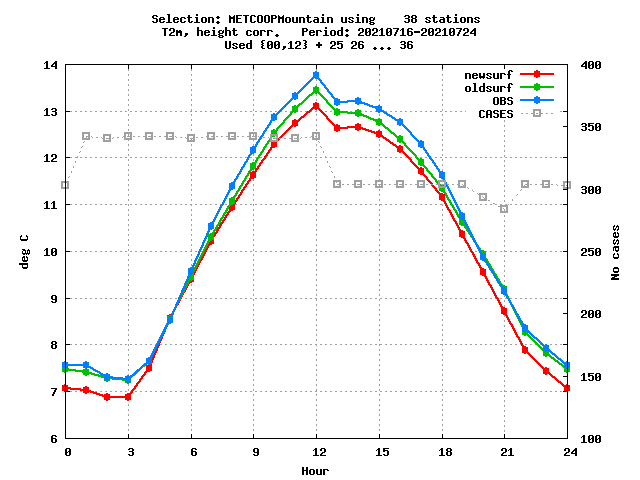 Selection: METCOOPMountain using    38 stations
T2m, height corr.   Period: 20210716-20210724
Used {00,12} + 25 26 ... 36
newsurf
oldsurf
OBS
CASES
14
13
12
11
10
9
8
7
6
deg C
400
350
300
250
200
150
100
No cases
0 3 6 9 12 15 18 21 24
Hour